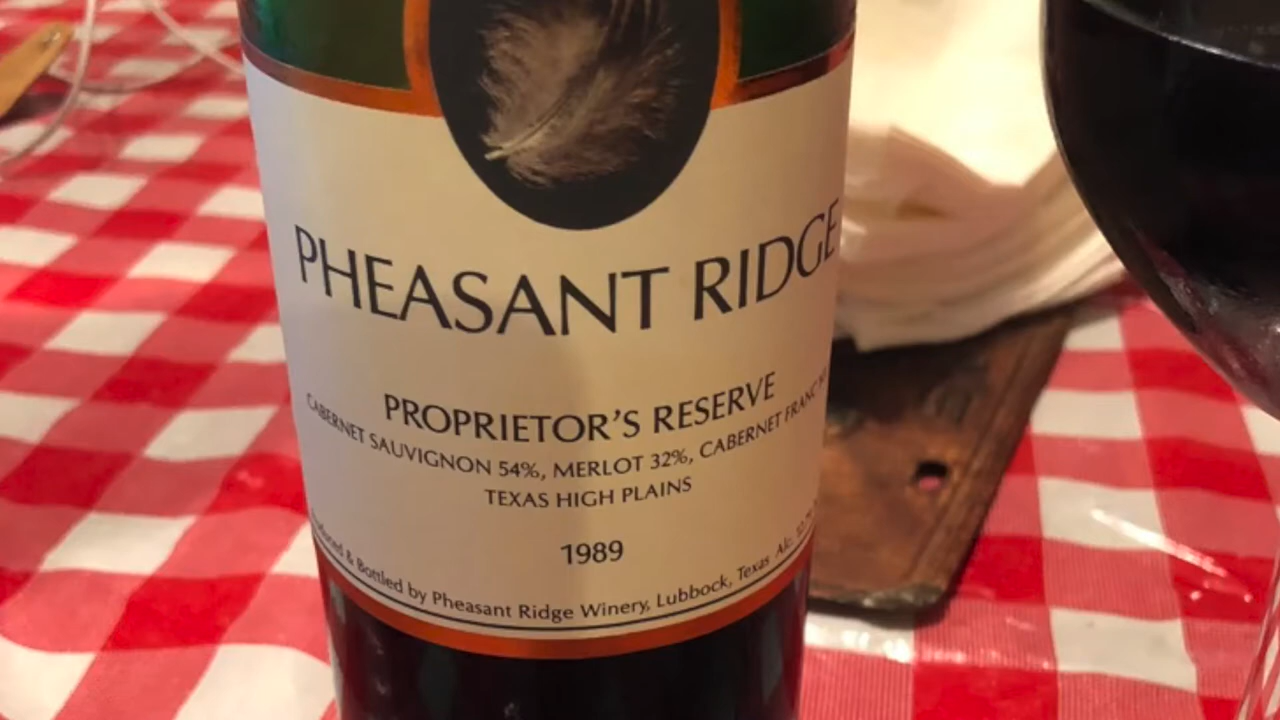 PHEASANT RIDGE
PROPRIETOR'S RESERVE
CABERNET SAUVIGNON 54%, MERLOT 32%, CABERNET FRANC
TEXAS HIGH PLAINS
1989
& Bottled by Pheasant Ridge Winery, Lubbock, Texas Alc.